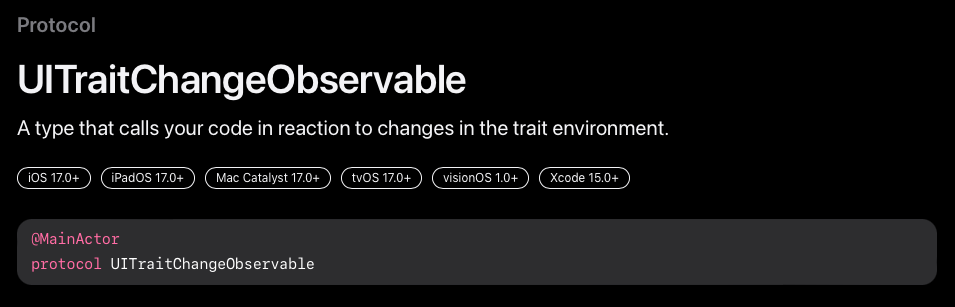 Protocol
UITraitChangeObservable
A type that calls your code in reaction to changes in the trait environment.
iOS 17.0+ iPadOS 17.0+ Mac Catalyst 17.0+ tvOS 17.0+ visionOS 1.0+ Xcode 15.0+
@MainActor
protocol UITraitChangeObservable